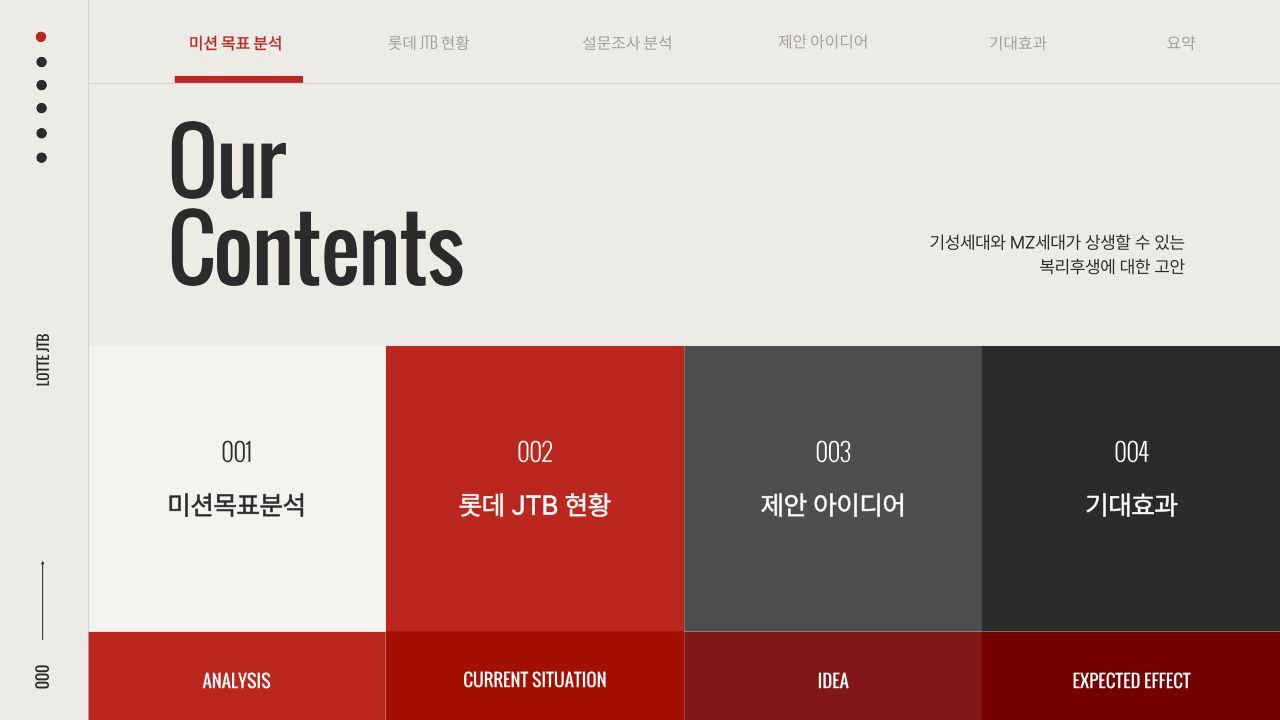 미션 목표 분석
롯데 JTB 현황
설문조사 분석
제안 아이디어
기대효과
요약
Our
Contents
기성세대와 MZ세대가 상생할 수 있는
복리후생에 대한 고안
LOTTE JTB
000
001
미션목표분석
ANALYSIS
002
롯데 JTB 현황
CURRENT SITUATION
003
제안 아이디어
IDEA
004
기대효과
EXPECTED EFFECT